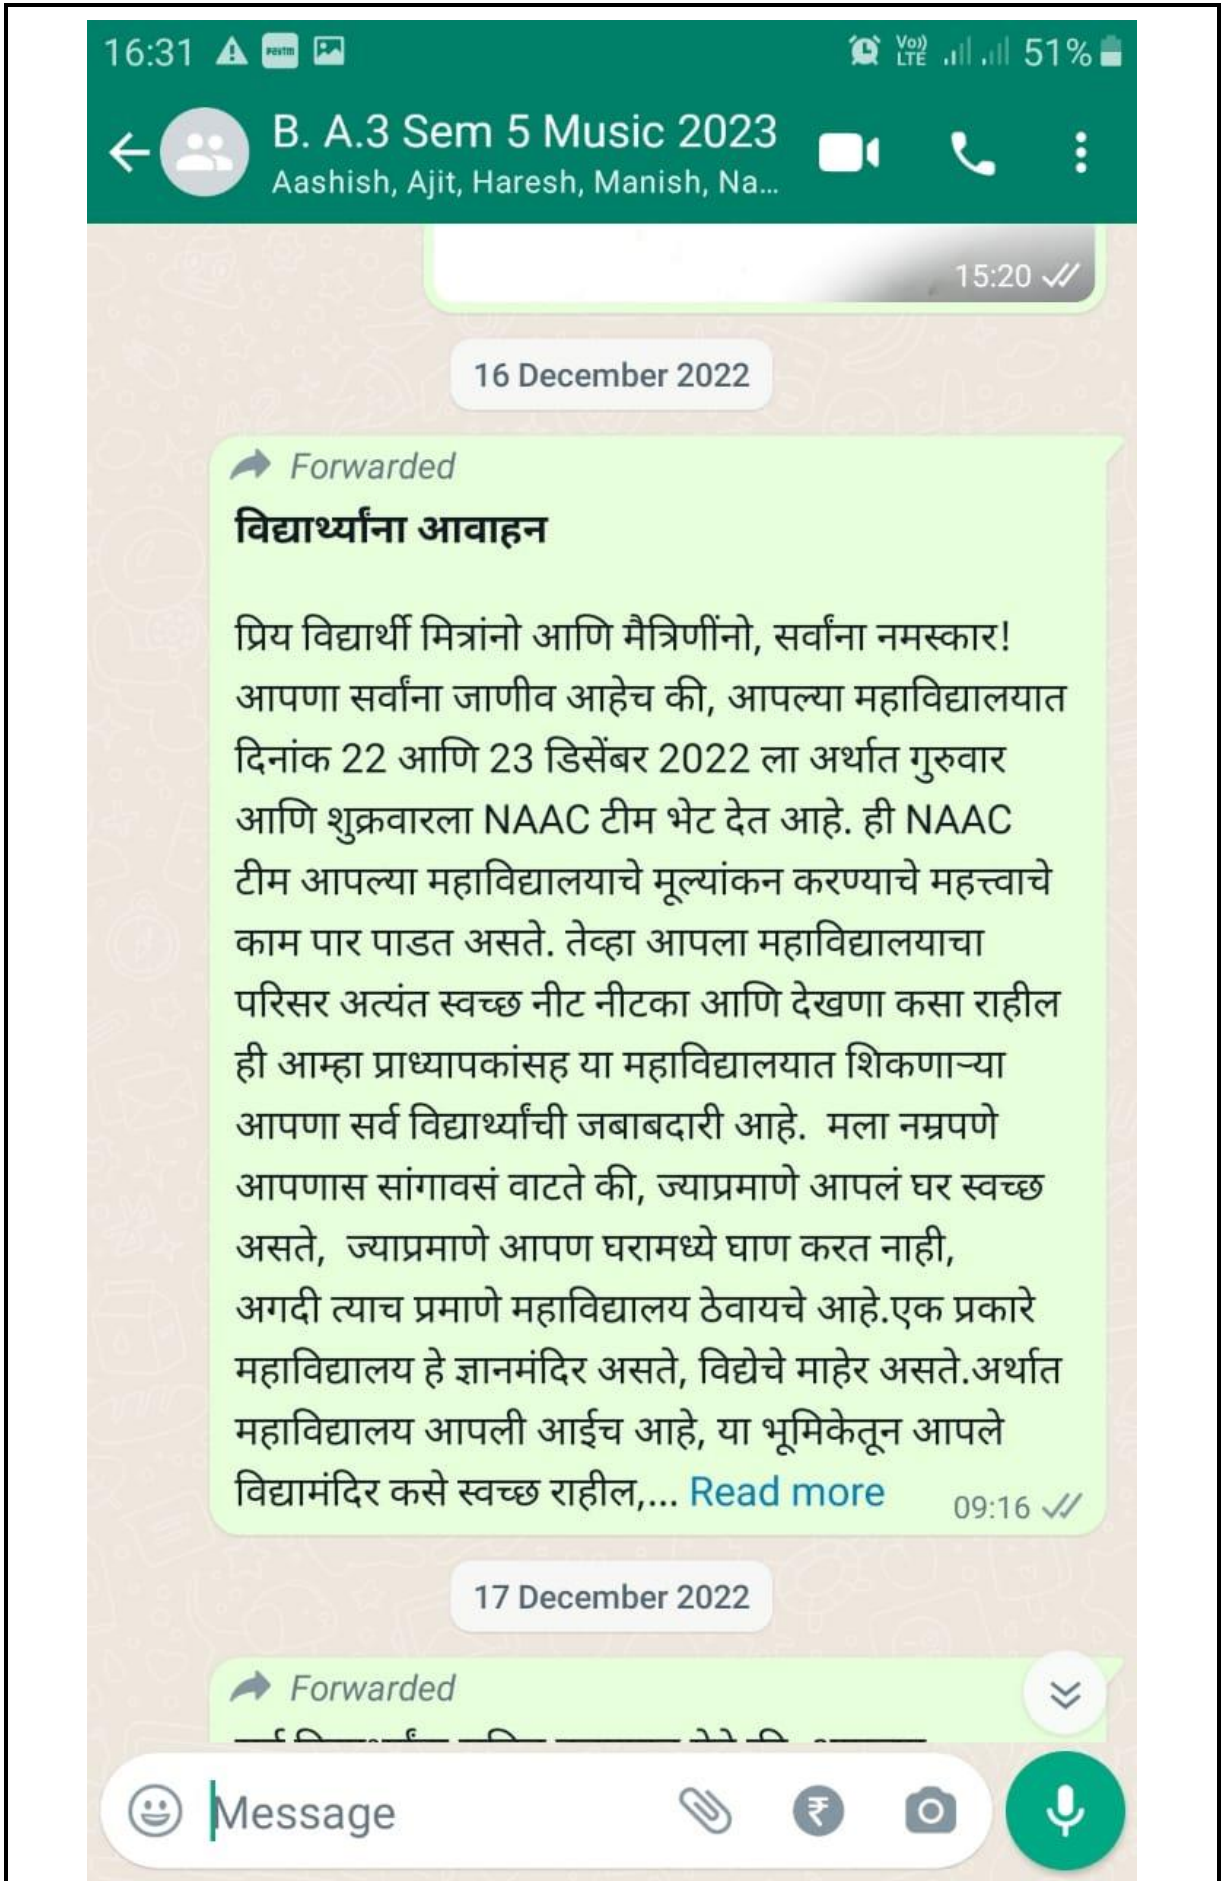 16:31
Paytm
Vo)) LTE
51%
B. A.3 Sem 5 Music 2023
Aashish, Ajit, Haresh, Manish, Na...
15:20
16 December 2022
Forwarded
विद्यार्थ्यांना आवाहन
प्रिय विद्यार्थी मित्रांनो आणि मैत्रिणींनो, सर्वांना नमस्कार!
आपणा सर्वांना जाणीव आहेच की, आपल्या महाविद्यालयात
दिनांक 22 आणि 23 डिसेंबर 2022 ला अर्थात गुरुवार
आणि शुक्रवारला NAAC टीम भेट देत आहे. ही NAAC
टीम आपल्या महाविद्यालयाचे मूल्यांकन करण्याचे महत्त्वाचे
काम पार पाडत असते. तेव्हा आपला महाविद्यालयाचा
परिसर अत्यंत स्वच्छ नीट नीटका आणि देखणा कसा राहील
ही आम्हा प्राध्यापकांसह या महाविद्यालयात शिकणाऱ्या
आपणा सर्व विद्यार्थ्यांची जबाबदारी आहे.  मला नम्रपणे
आपणास सांगावसं वाटते की, ज्याप्रमाणे आपलं घर स्वच्छ
असते,  ज्याप्रमाणे आपण घरामध्ये घाण करत नाही,
अगदी त्याच प्रमाणे महाविद्यालय ठेवायचे आहे.एक प्रकारे
महाविद्यालय हे ज्ञानमंदिर असते, विद्येचे माहेर असते.अर्थात
महाविद्यालय आपली आईच आहे, या भूमिकेतून आपले
विद्यामंदिर कसे स्वच्छ राहील,... Read more
09:16
17 December 2022
Forwarded
Message